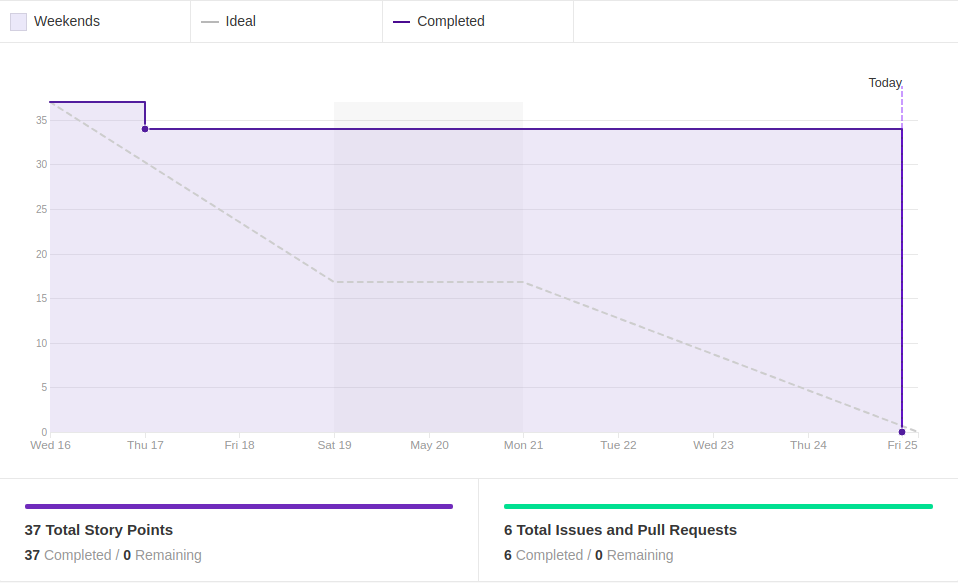 Weekends
Ideal
Completed
Today
35
30
25
20
15
10
5
0
Wed 16 Thu 17 Fri 18 Sat 19 May 20 Mon 21 Tue 22 Wed 23 Thu 24 Fri 25
37 Total Story Points
37 Completed / 0 Remaining
6 Total Issues and Pull Requests
6 Completed / 0 Remaining